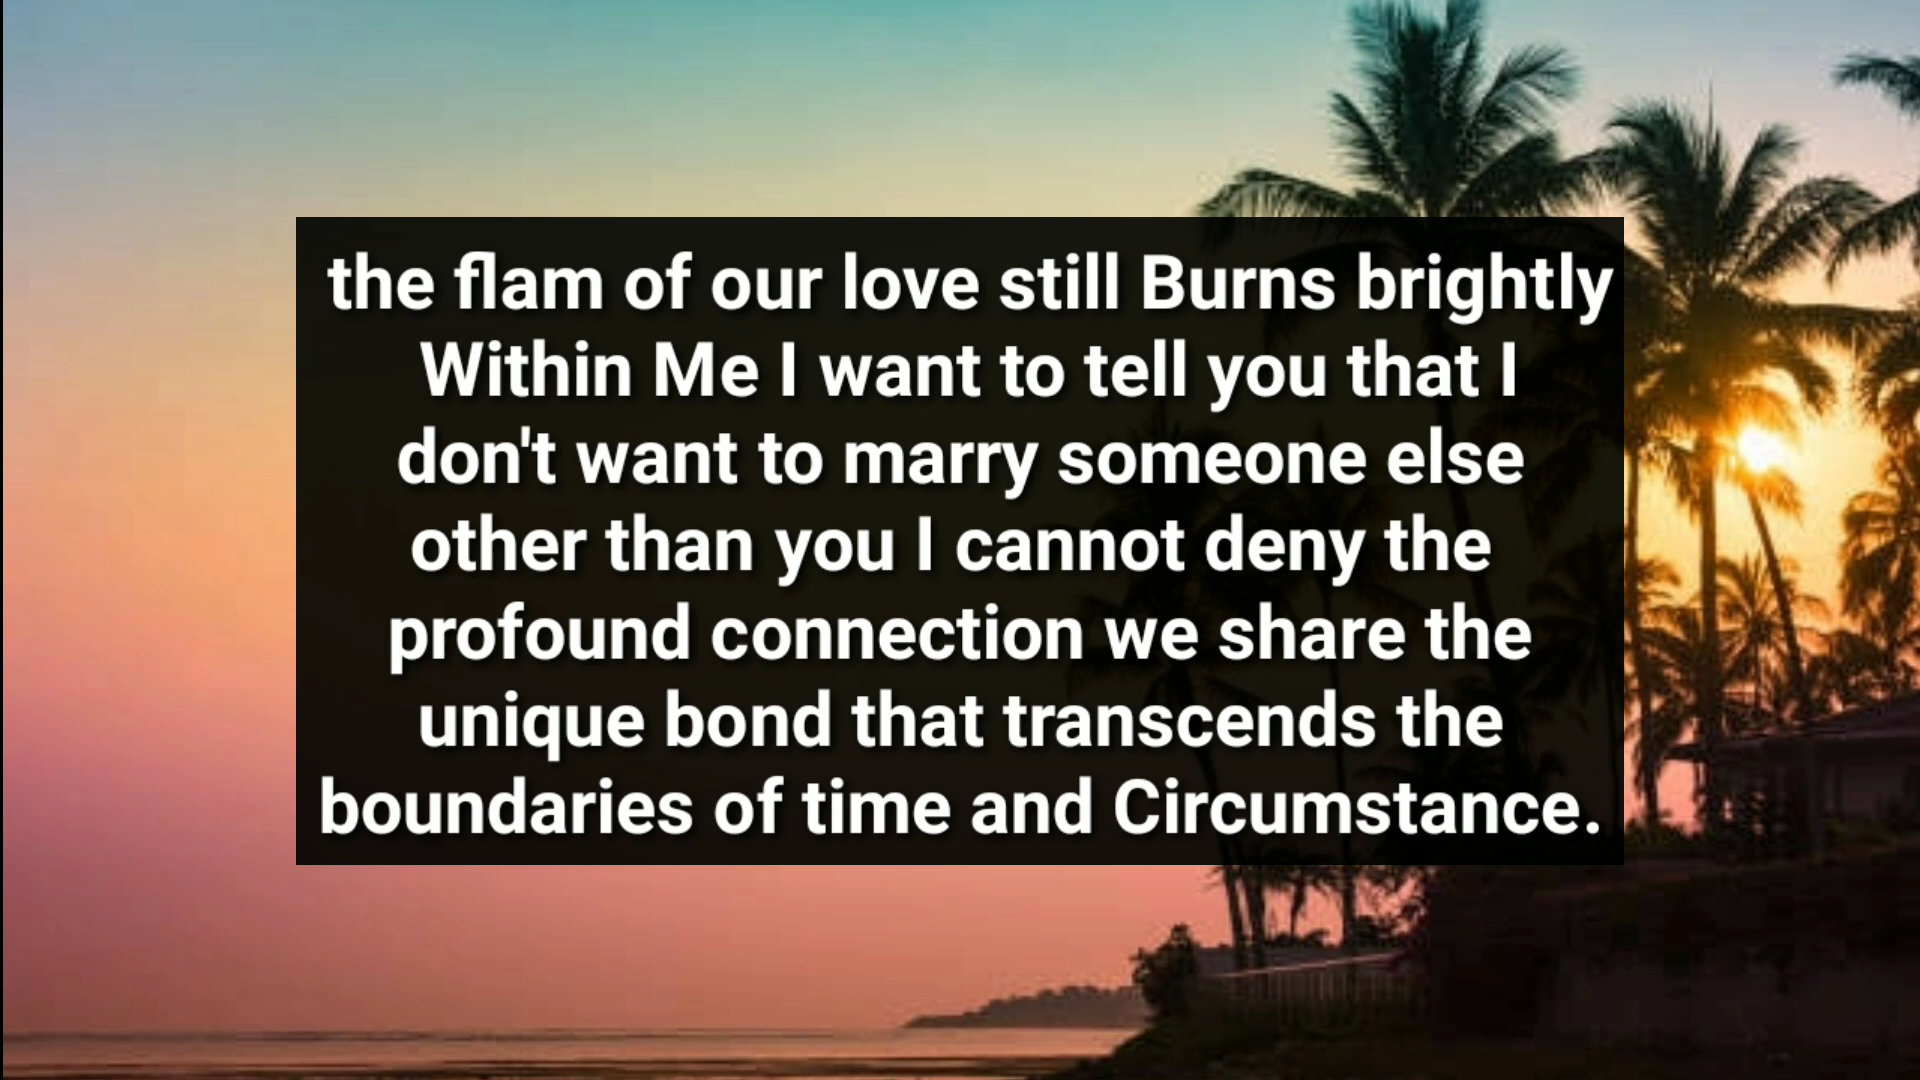 the flam of our love still Burns brightly
Within Me I want to tell you that I
don't want to marry someone else
other than you I cannot deny the
profound connection we share the
unique bond that transcends the
boundaries of time and Circumstance.